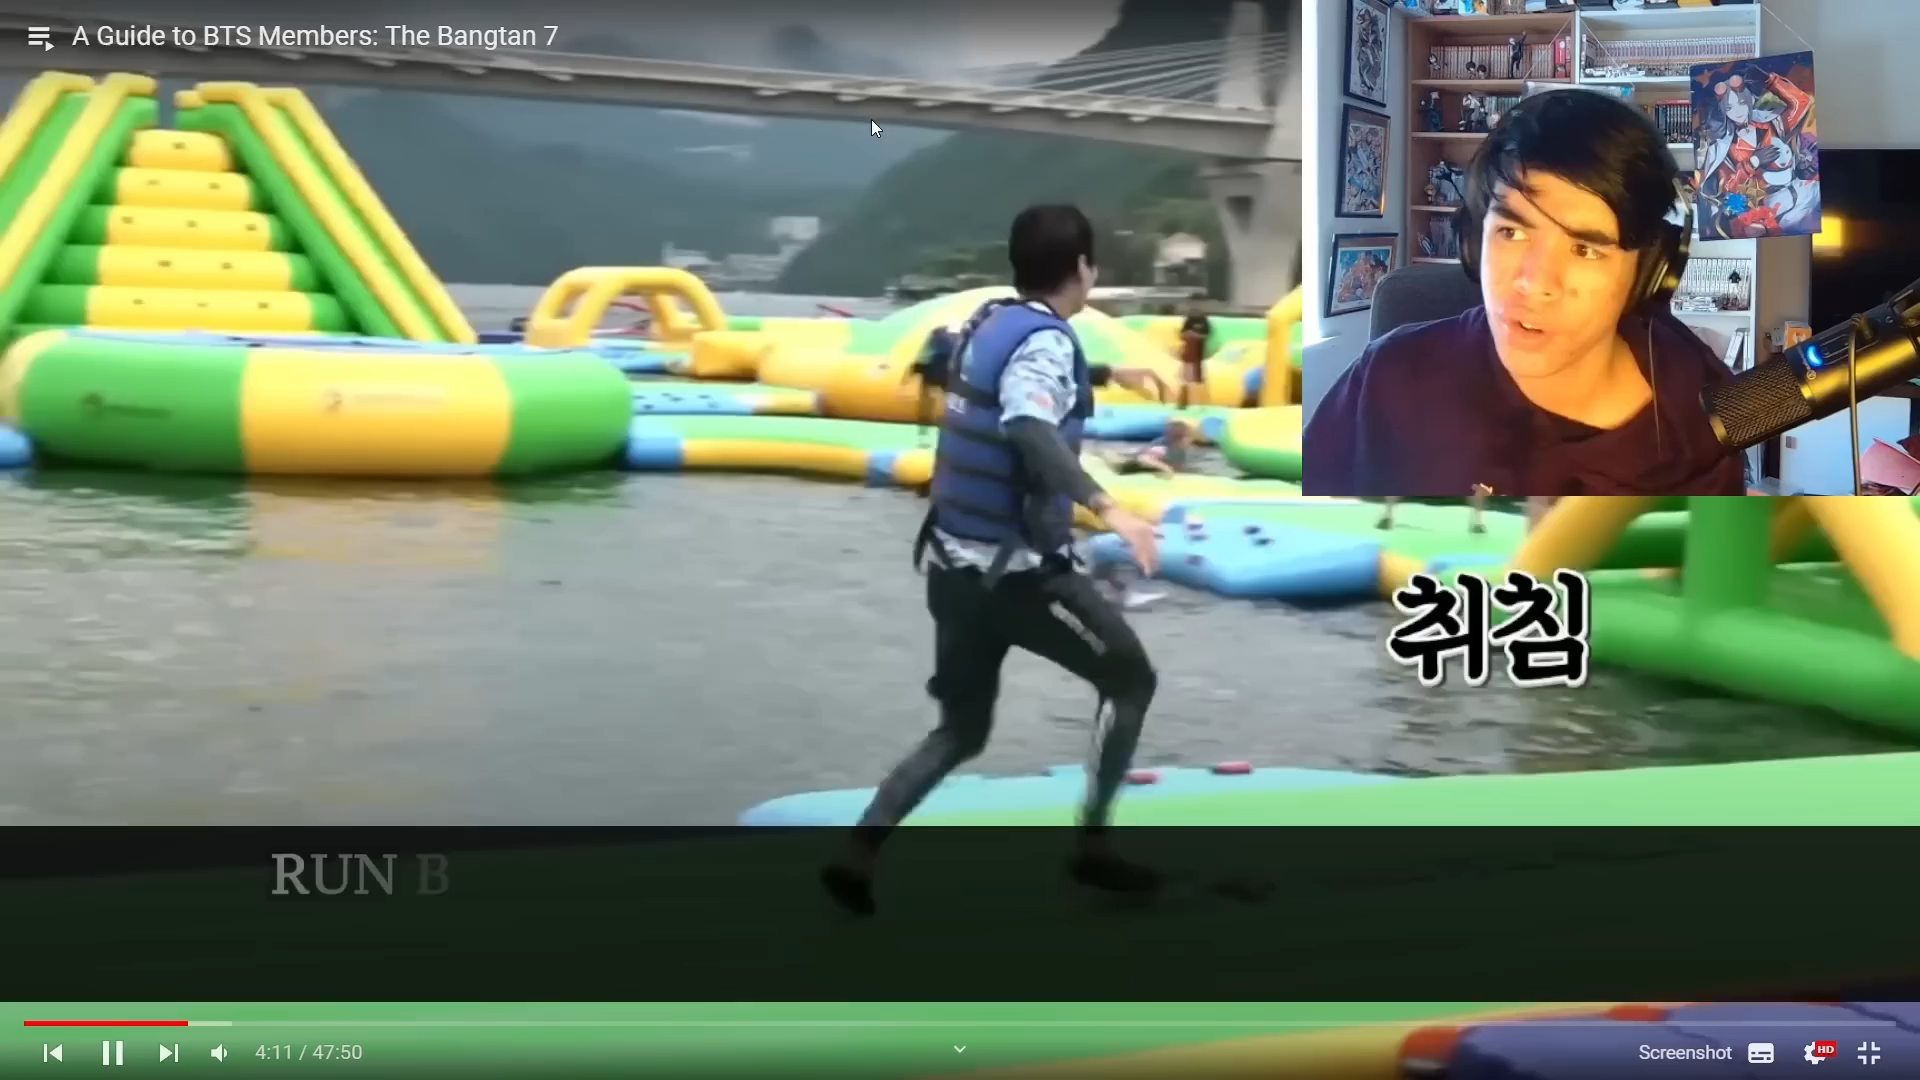 A Guide to BTS Members: The Bangtan 7
취침
RUN B
4:11 / 47:50
Screenshot
HD